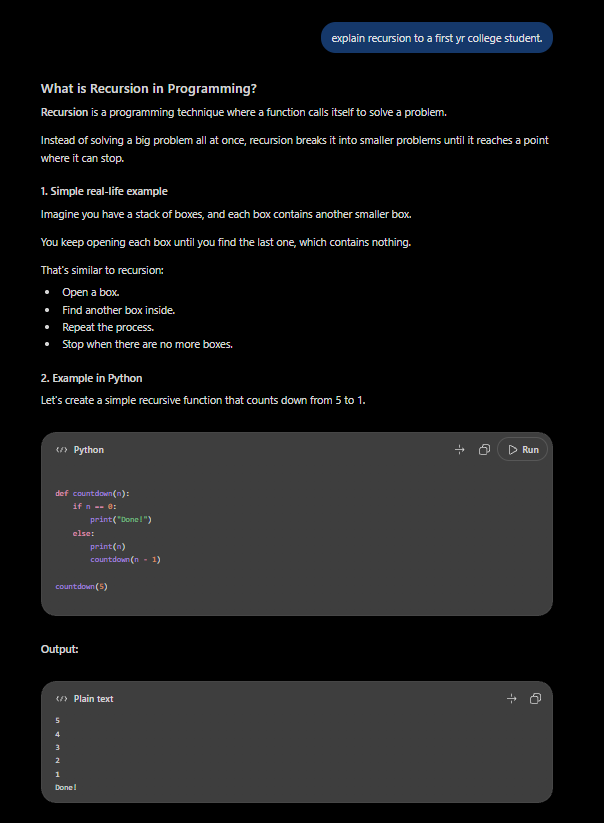 explain recursion to a first yr college student.
What is Recursion in Programming?
Recursion is a programming technique where a function calls itself to solve a problem.
Instead of solving a big problem all at once, recursion breaks it into smaller problems until it reaches a point
where it can stop.
1. Simple real-life example
Imagine you have a stack of boxes, and each box contains another smaller box.
You keep opening each box until you find the last one, which contains nothing.
That's similar to recursion:
• Open a box.
• Find another box inside.
• Repeat the process.
• Stop when there are no more boxes.
2. Example in Python
Let's create a simple recursive function that counts down from 5 to 1.
</> Python Run
def countdown(n):
    if n == 0:
        print("Done!")
    else:
        print(n)
        countdown(n - 1)
countdown(5)
Output:
</> Plain text
5
4
3
2
1
Done!